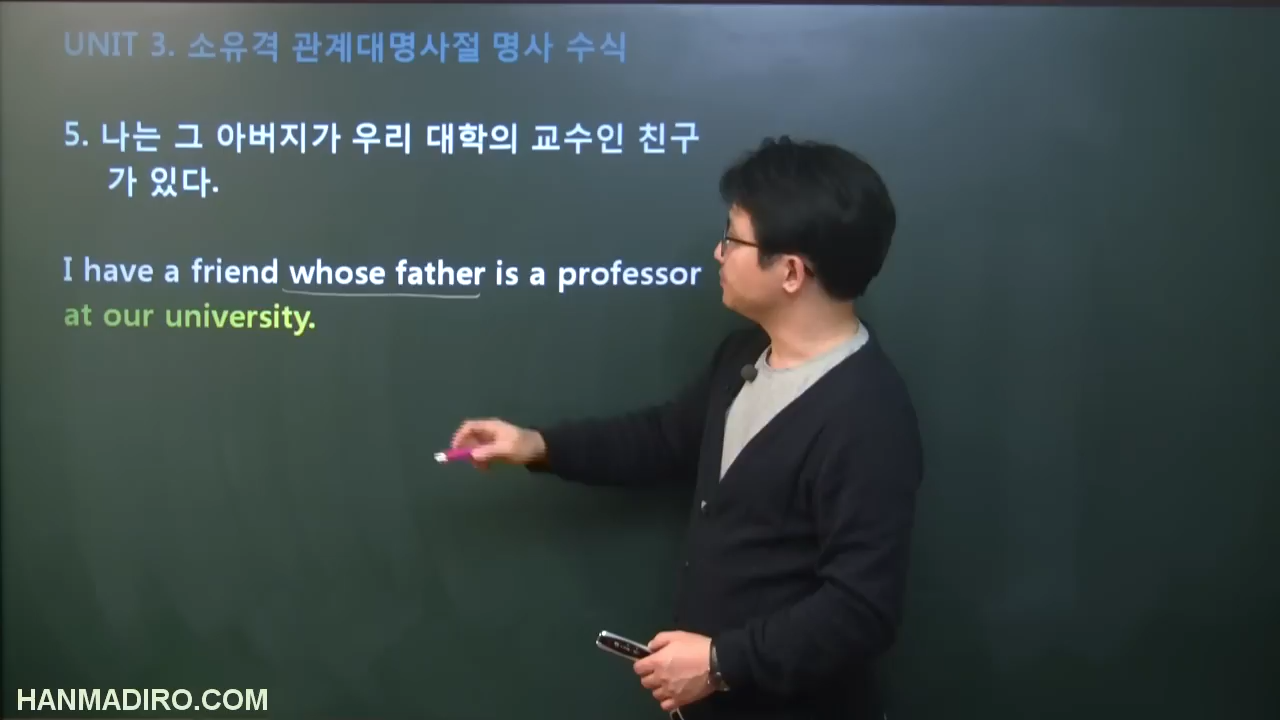 UNIT 3. 소유격 관계대명사절 명사 수식
5. 나는 그 아버지가 우리 대학의 교수인 친구
가 있다.
I have a friend whose father is a professor
at our university.
HANMADIRO.COM